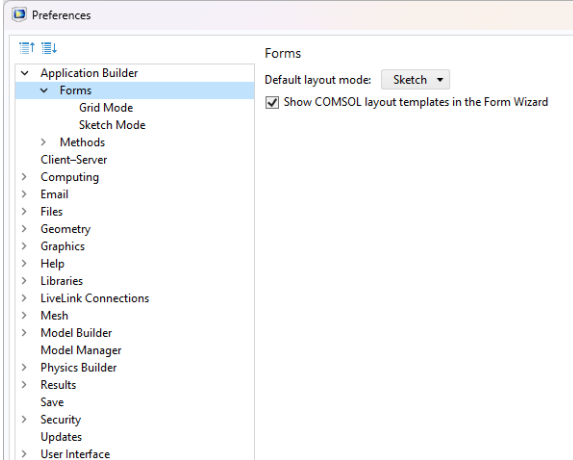 Preferences
Application Builder
Forms
Grid Mode
Sketch Mode
Methods
Client–Server
Computing
Email
Files
Geometry
Graphics
Help
Libraries
LiveLink Connections
Mesh
Model Builder
Model Manager
Physics Builder
Results
Save
Security
Updates
User Interface
Forms
Default layout mode: Sketch
Show COMSOL layout templates in the Form Wizard